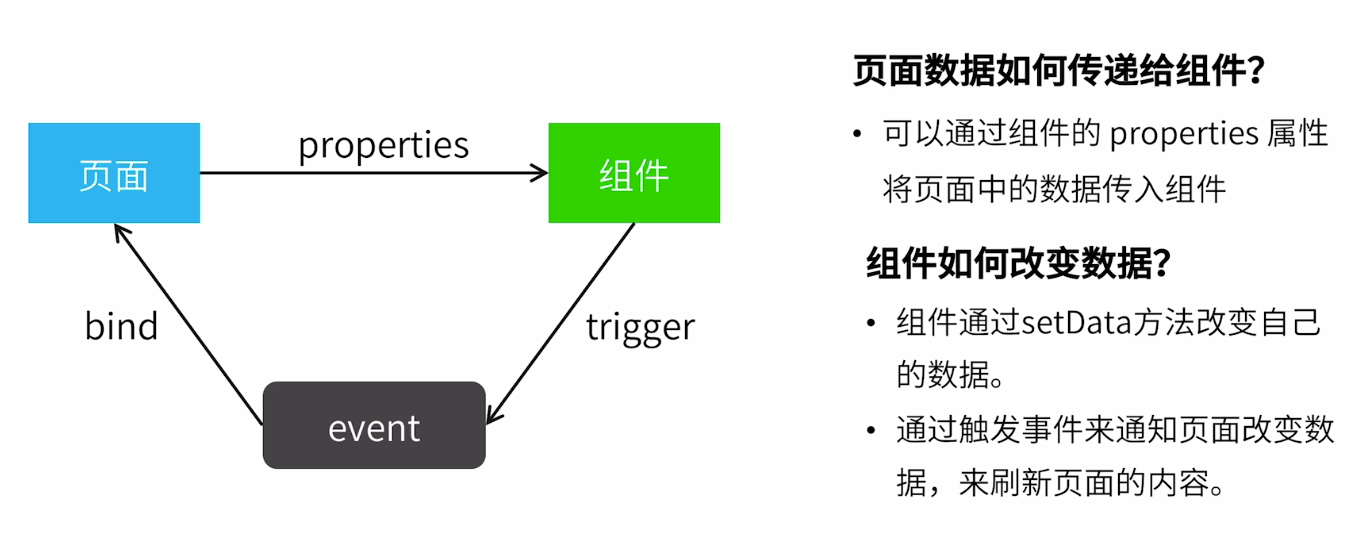 页面
properties
组件
bind
trigger
event
页面数据如何传递给组件？
• 可以通过组件的 properties 属性
将页面中的数据传入组件
组件如何改变数据？
• 组件通过setData方法改变自己
的数据。
• 通过触发事件来通知页面改变数
据，来刷新页面的内容。